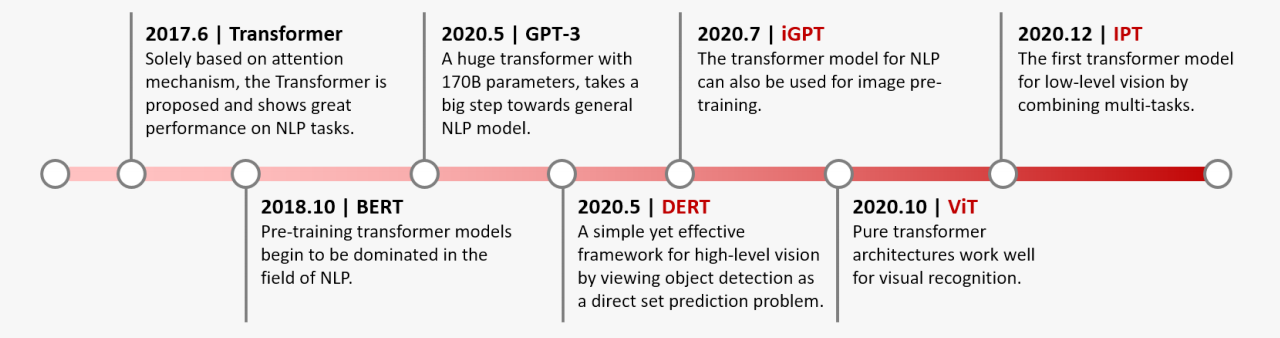 2017.6 | Transformer
Solely based on attention
mechanism, the Transformer is
proposed and shows great
performance on NLP tasks.
2020.5 | GPT-3
A huge transformer with
170B parameters, takes a
big step towards general
NLP model.
2020.7 | iGPT
The transformer model for NLP
can also be used for image pre-
training.
2020.12 | IPT
The first transformer model
for low-level vision by
combining multi-tasks.
2018.10 | BERT
Pre-training transformer models
begin to be dominated in the
field of NLP.
2020.5 | DERT
A simple yet effective
framework for high-level vision
by viewing object detection as
a direct set prediction problem.
2020.10 | ViT
Pure transformer
architectures work well
for visual recognition.